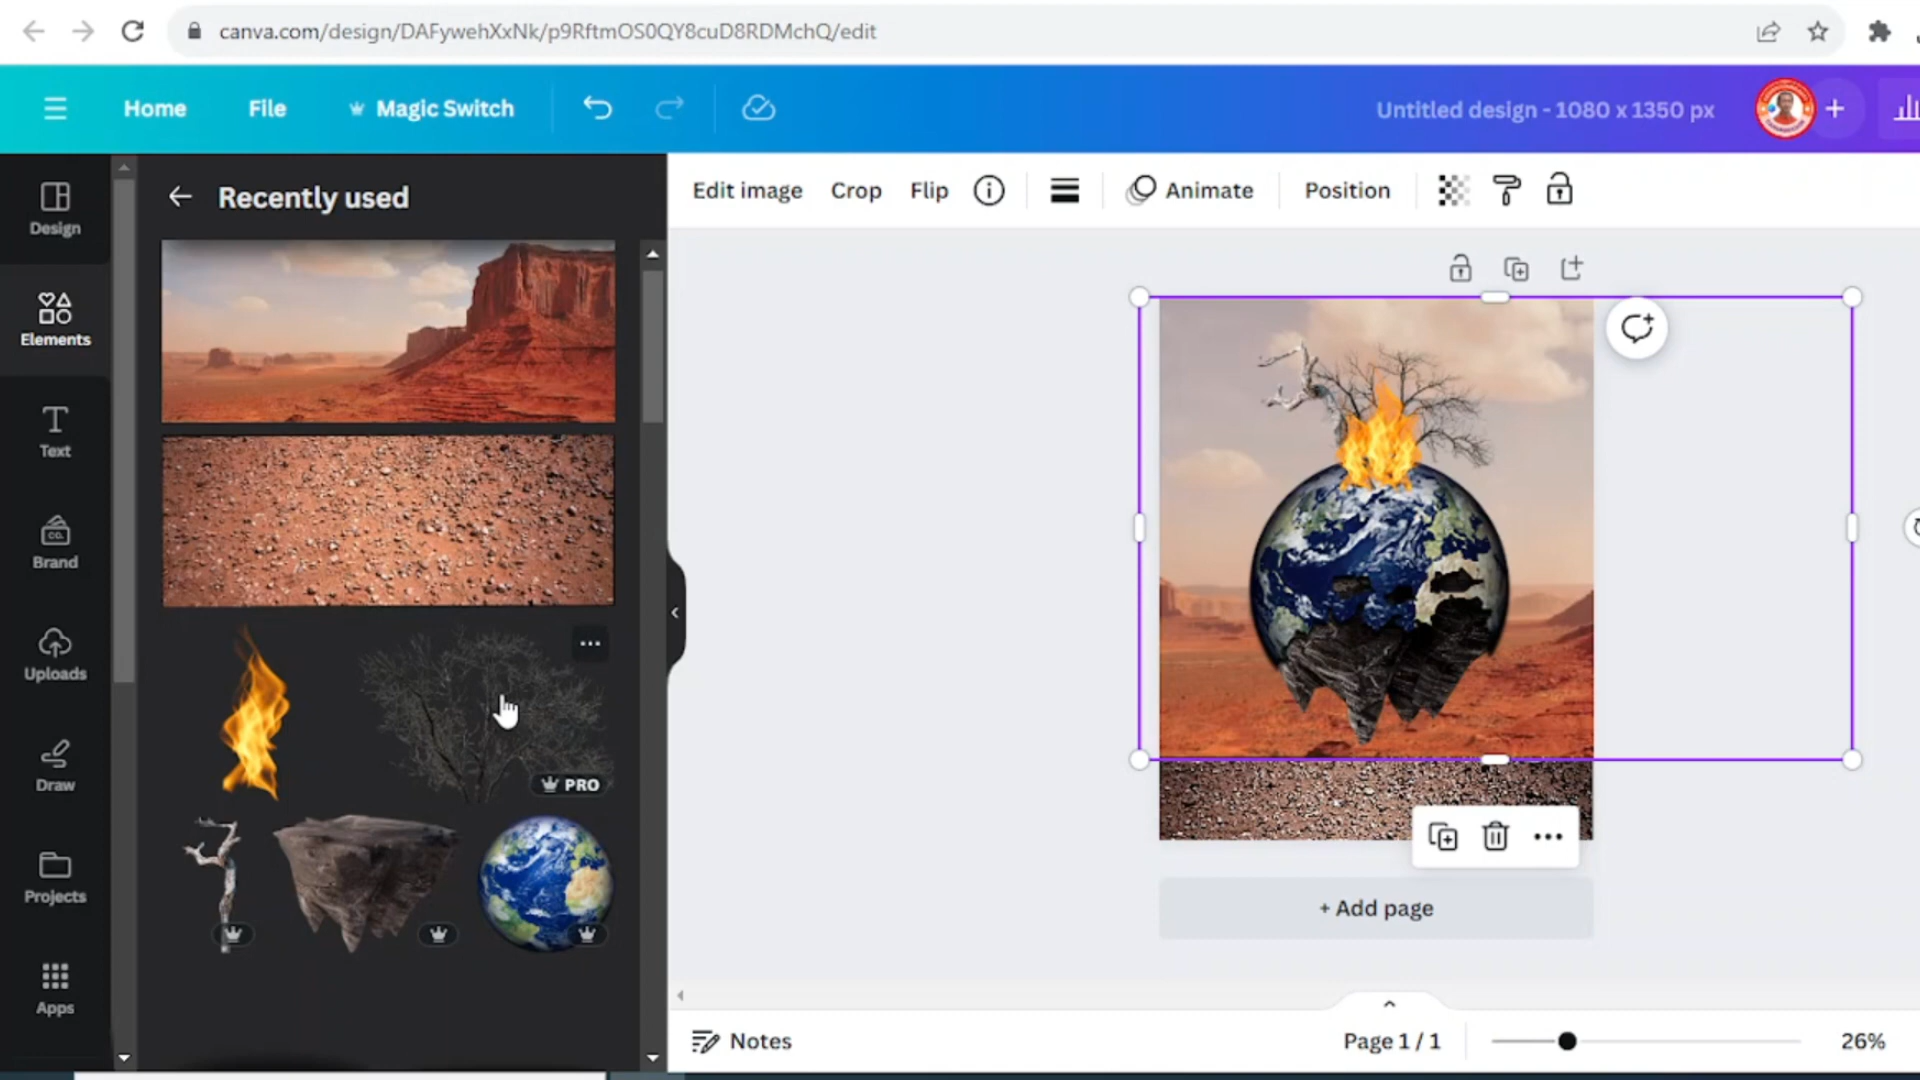 canva.com/design/DAFywehXxNk/p9RftmOS0QY8cuD8RDMchQ/edit
Home File Magic Switch Untitled design - 1080 x 1350 px
Design
Elements
Text
CO.
Brand
Uploads
Draw
Projects
Apps
Recently used
PRO
Edit image Crop Flip Animate Position
+ Add page
Notes Page 1 / 1 26%